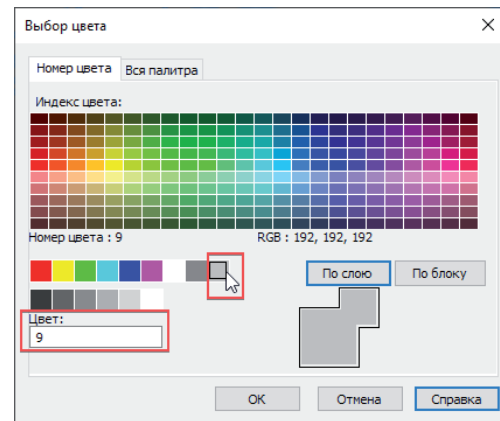 Выбор цвета
Номер цвета Вся палитра
Индекс цвета:
Номер цвета : 9 RGB : 192, 192, 192
По слою По блоку
Цвет:
9
ОК Отмена Справка